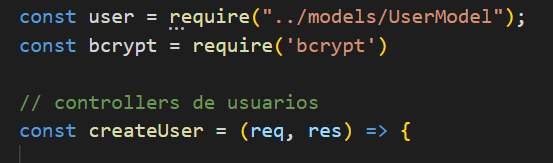 const user = require("../models/UserModel");
const bcrypt = require('bcrypt')
// controllers de usuarios
const createUser = (req, res) => {